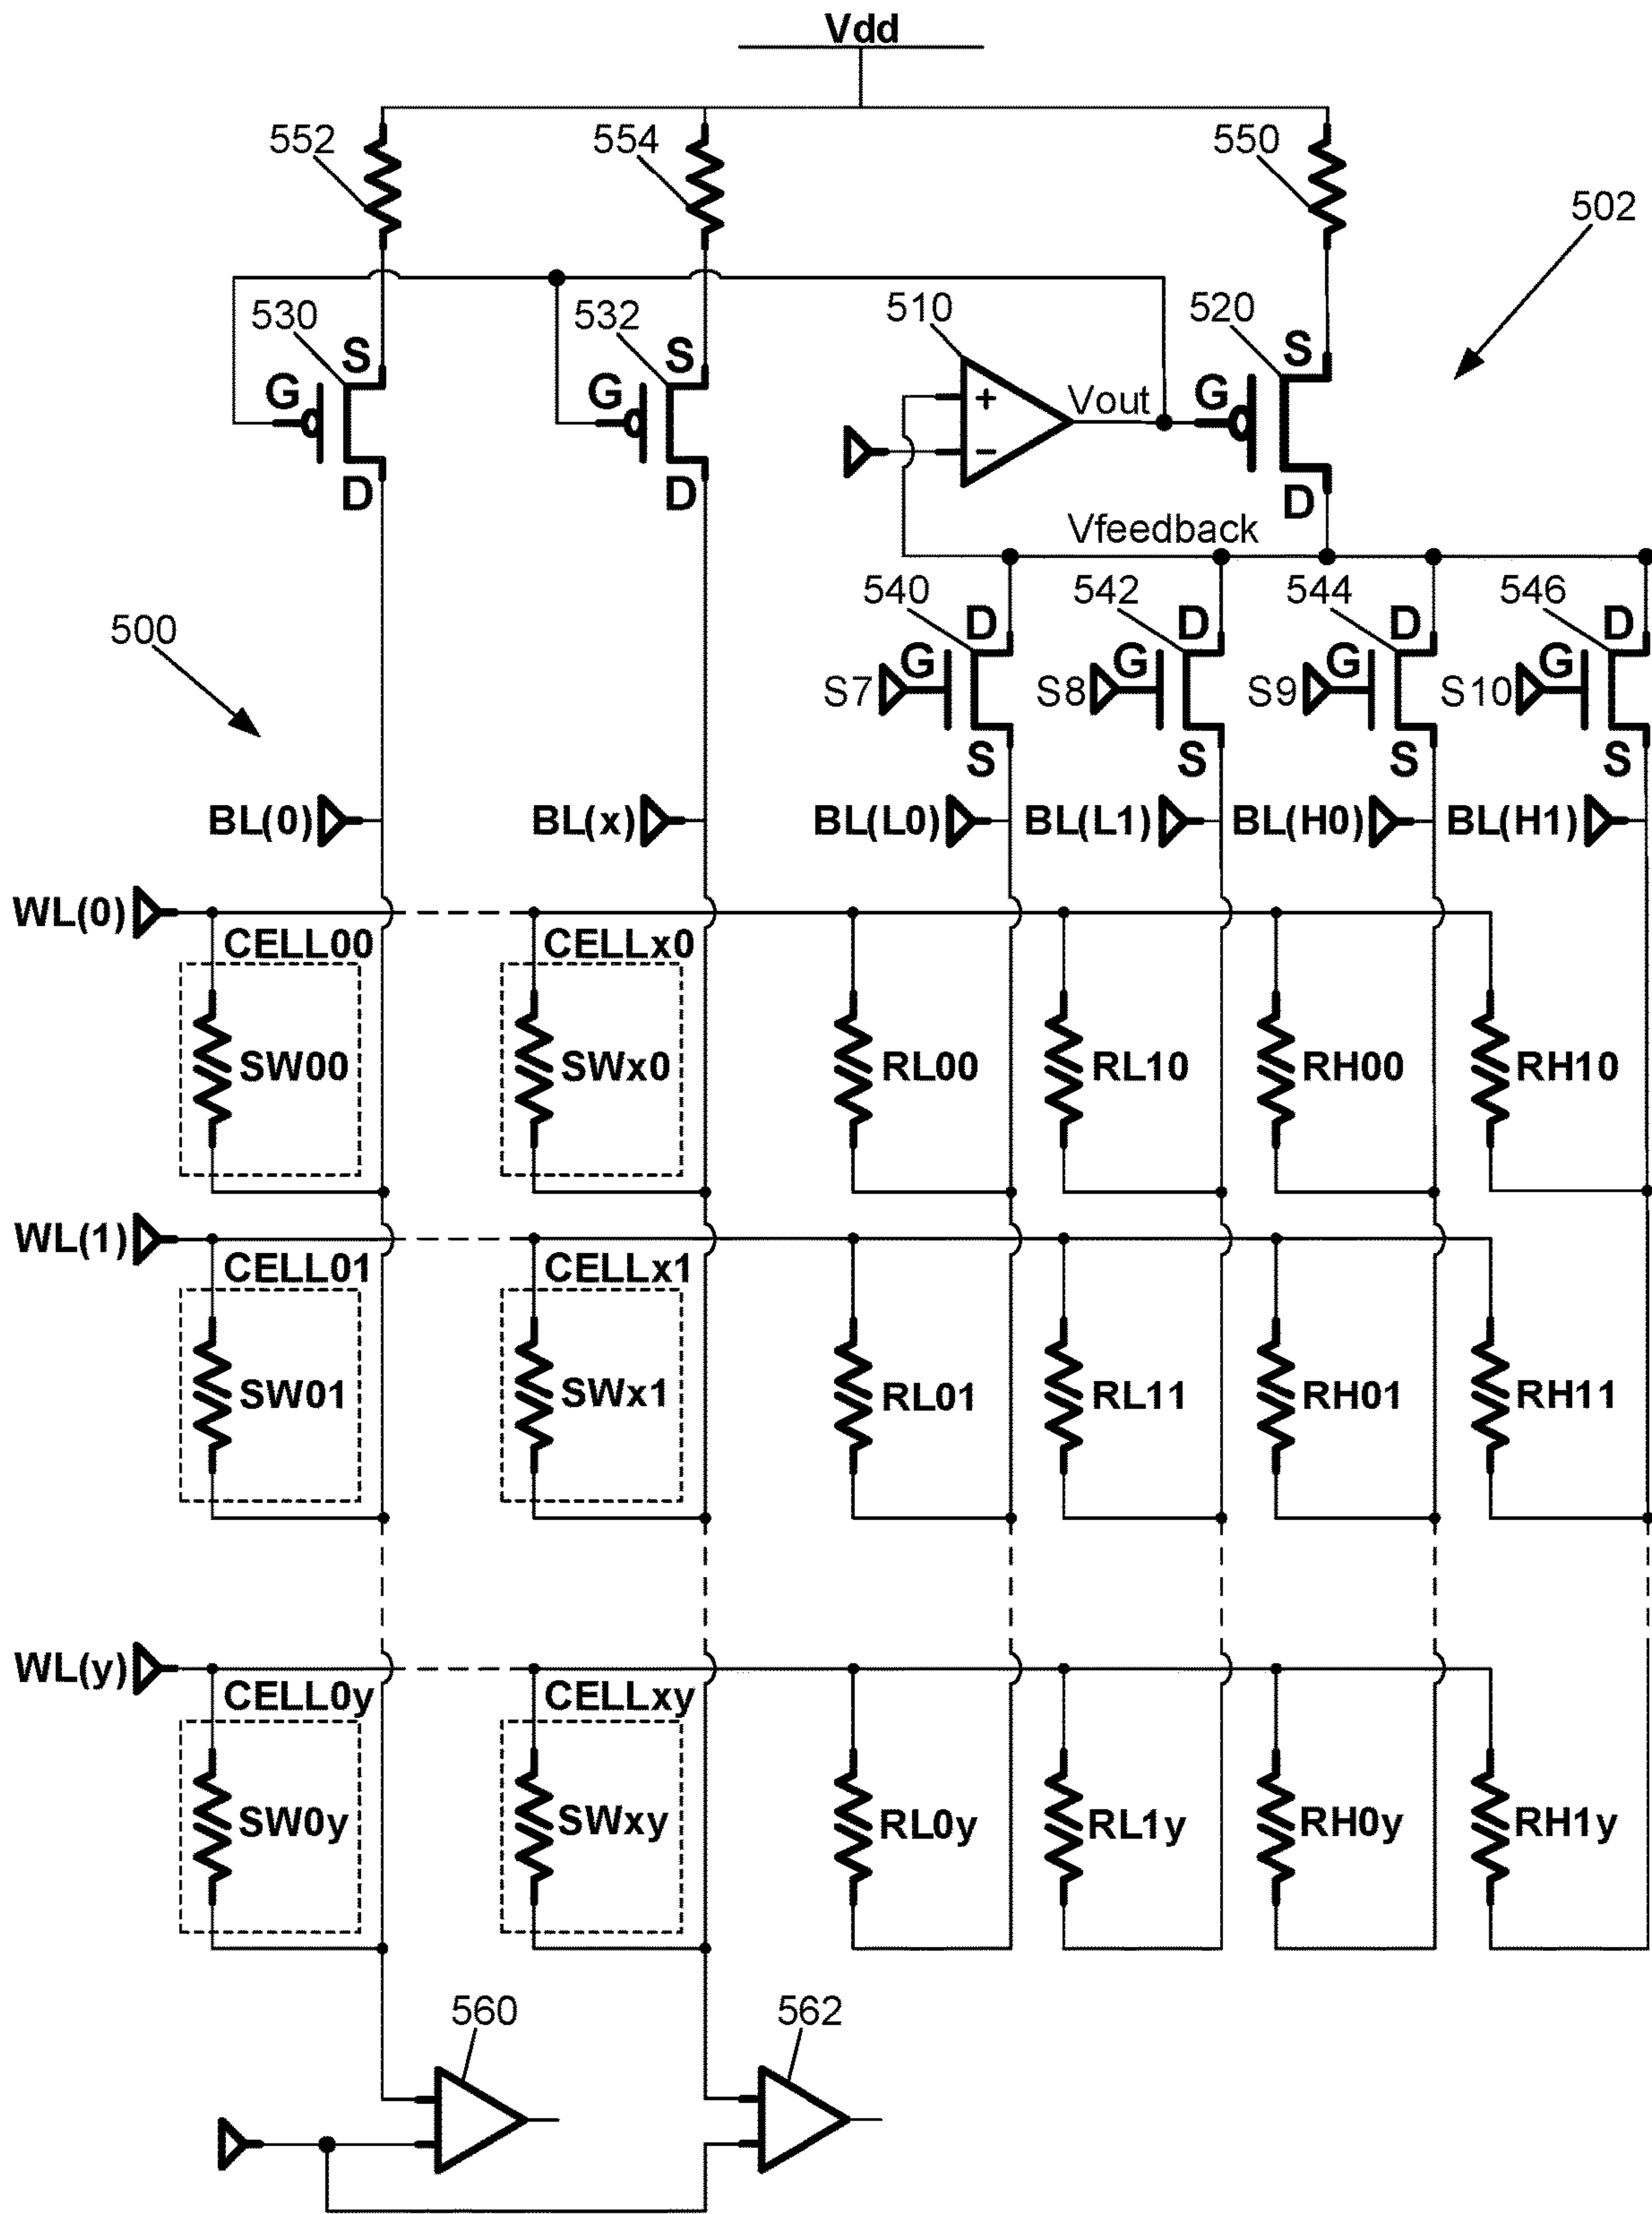 Vdd
552 554 550
502
530 532 510 520
S S S
G G + Vout G
−
D D D
Vfeedback
500
540 542 544 546
D D D D
G G G G
S7 S8 S9 S10
S S S S
BL(0) BL(x) BL(L0) BL(L1) BL(H0) BL(H1)
WL(0)
CELL00 CELLx0
SW00 SWx0 RL00 RL10 RH00 RH10
WL(1)
CELL01 CELLx1
SW01 SWx1 RL01 RL11 RH01 RH11
WL(y)
CELL0y CELLxy
SW0y SWxy RL0y RL1y RH0y RH1y
560 562